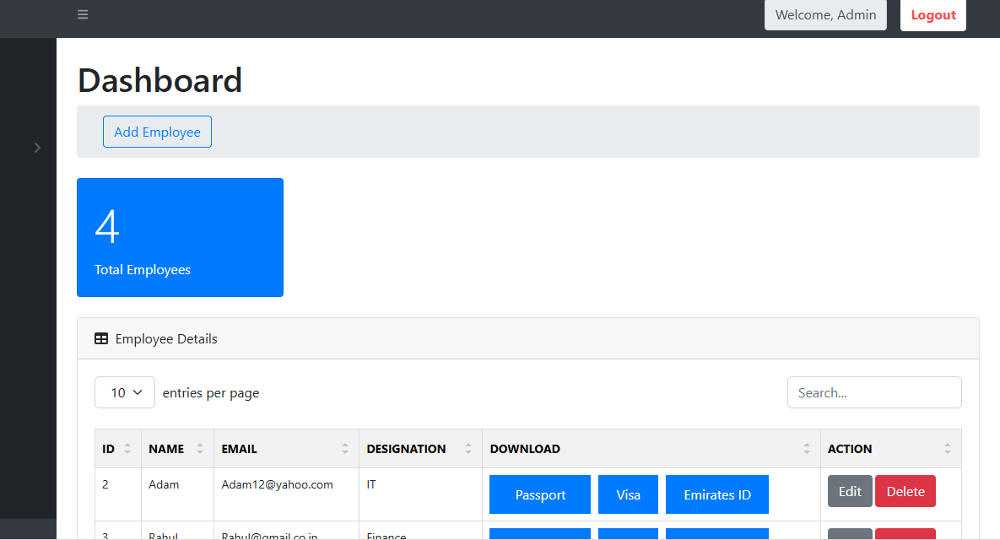 Welcome, Admin
Logout
Dashboard
Add Employee
4
Total Employees
Employee Details
10 entries per page
Search...
ID NAME EMAIL DESIGNATION DOWNLOAD ACTION
2 Adam Adam12@yahoo.com IT Passport Visa Emirates ID Edit Delete
3 Rahul Rahul@gmail.co.in Finance